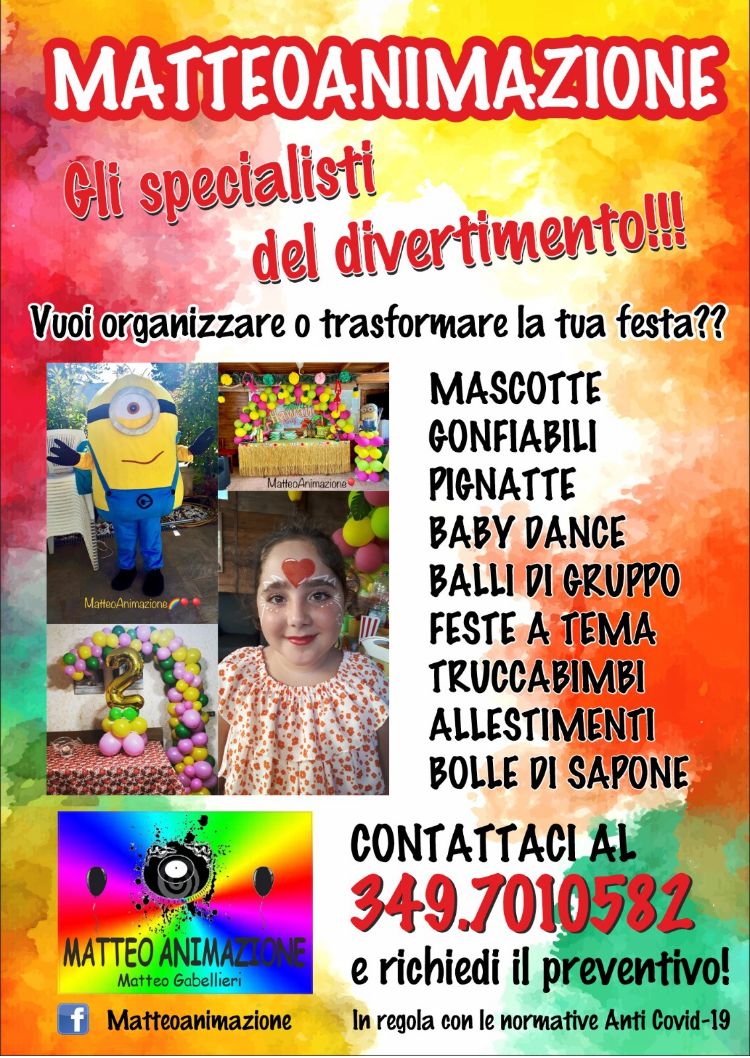 MATTEOANIMAZIONE
Gli specialisti
del divertimento!!!
Vuoi organizzare o trasformare la tua festa??
MatteoAnimazione🌈❤️❤️
Hawaii
MatteoAnimazione❤️
2
MASCOTTE
GONFIABILI
PIGNATTE
BABY DANCE
BALLI DI GRUPPO
FESTE A TEMA
TRUCCABIMBI
ALLESTIMENTI
BOLLE DI SAPONE
MATTEO ANIMAZIONE
Matteo Gabellieri
f Matteoanimazione
CONTATTACI AL
349.7010582
e richiedi il preventivo!
In regola con le normative Anti Covid-19